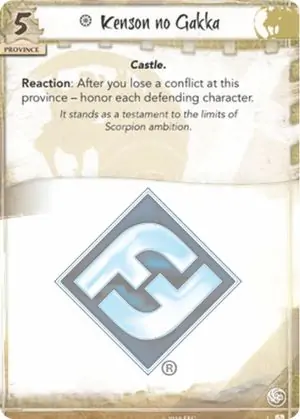 5
Kenson no Gakka
PROVINCE
Castle.
Reaction: After you lose a conflict at this
province – honor each defending character.
It stands as a testament to the limits of
Scorpion ambition.
®